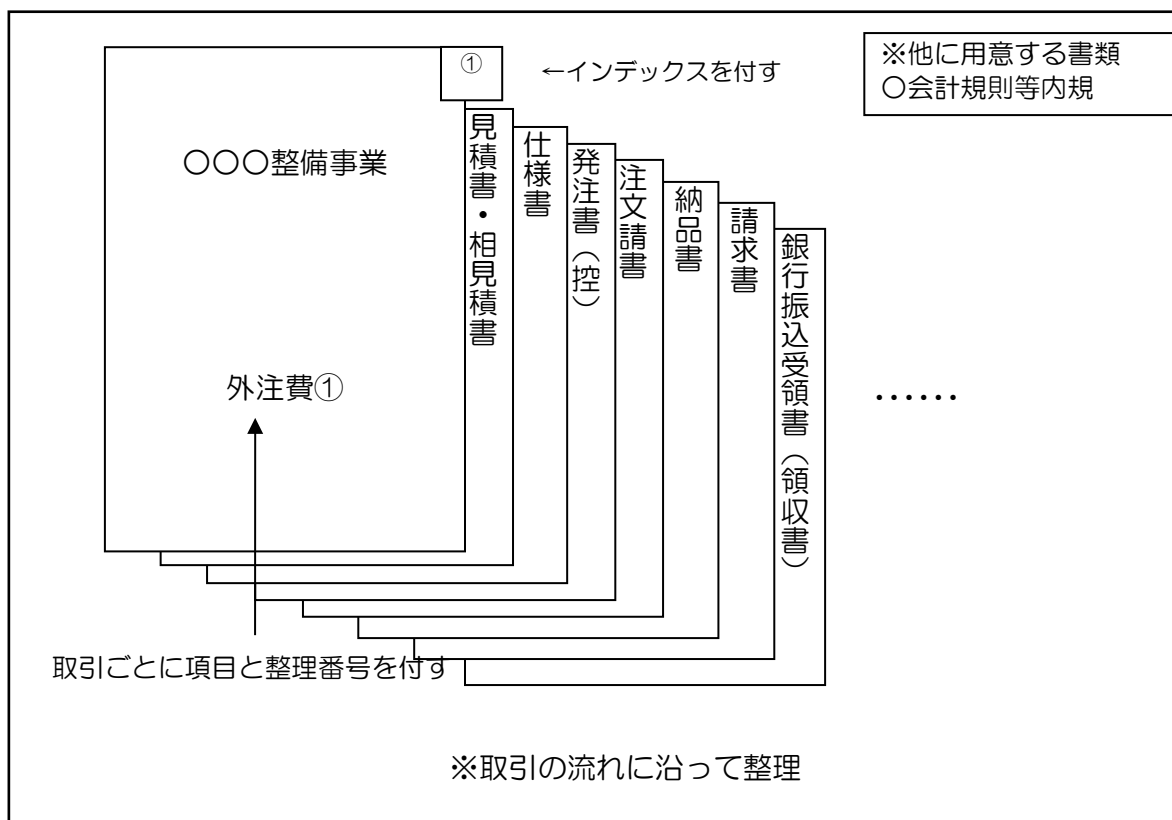 ①
←インデックスを付す
※他に用意する書類
〇会計規則等内規
〇〇〇整備事業
外注費①
見積書・相見積書
仕様書
発注書（控）
注文請書
納品書
請求書
銀行振込受領書（領収書）
‥‥‥
取引ごとに項目と整理番号を付す
※取引の流れに沿って整理